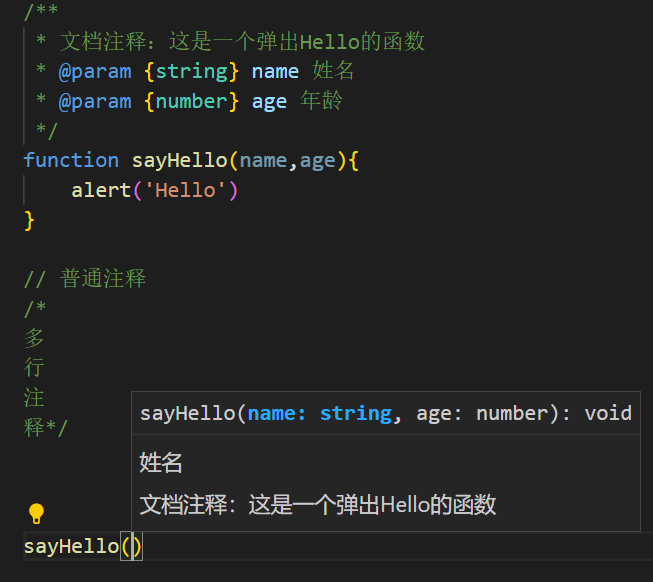 /**
 * 文档注释：这是一个弹出Hello的函数
 * @param {string} name 姓名
 * @param {number} age 年龄
 */
function sayHello(name,age){
    alert('Hello')
}
// 普通注释
/*
多
行
注
释*/
sayHello(name: string, age: number): void
姓名
文档注释：这是一个弹出Hello的函数
sayHello()